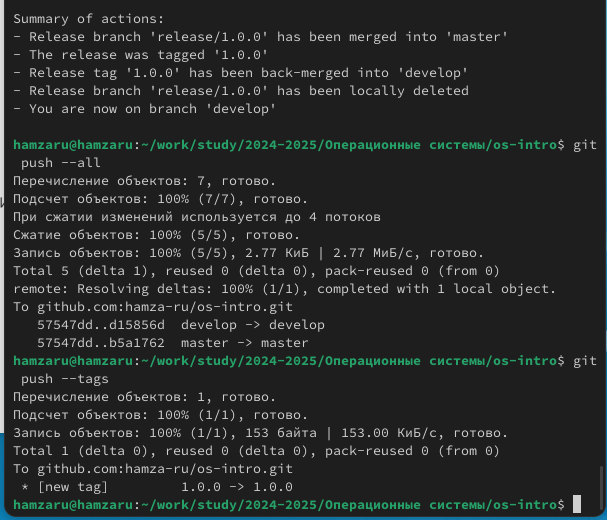 Summary of actions:
- Release branch 'release/1.0.0' has been merged into 'master'
- The release was tagged '1.0.0'
- Release tag '1.0.0' has been back-merged into 'develop'
- Release branch 'release/1.0.0' has been locally deleted
- You are now on branch 'develop'
hamzaru@hamzaru:~/work/study/2024-2025/Операционные системы/os-intro$ git
push --all
Перечисление объектов: 7, готово.
Подсчет объектов: 100% (7/7), готово.
При сжатии изменений используется до 4 потоков
Сжатие объектов: 100% (5/5), готово.
Запись объектов: 100% (5/5), 2.77 КиБ | 2.77 МиБ/с, готово.
Total 5 (delta 1), reused 0 (delta 0), pack-reused 0 (from 0)
remote: Resolving deltas: 100% (1/1), completed with 1 local object.
To github.com:hamza-ru/os-intro.git
57547dd..d15856d  develop -> develop
57547dd..b5a1762  master -> master
hamzaru@hamzaru:~/work/study/2024-2025/Операционные системы/os-intro$ git
push --tags
Перечисление объектов: 1, готово.
Подсчет объектов: 100% (1/1), готово.
Запись объектов: 100% (1/1), 153 байта | 153.00 КиБ/с, готово.
Total 1 (delta 0), reused 0 (delta 0), pack-reused 0 (from 0)
To github.com:hamza-ru/os-intro.git
* [new tag]         1.0.0 -> 1.0.0
hamzaru@hamzaru:~/work/study/2024-2025/Операционные системы/os-intro$